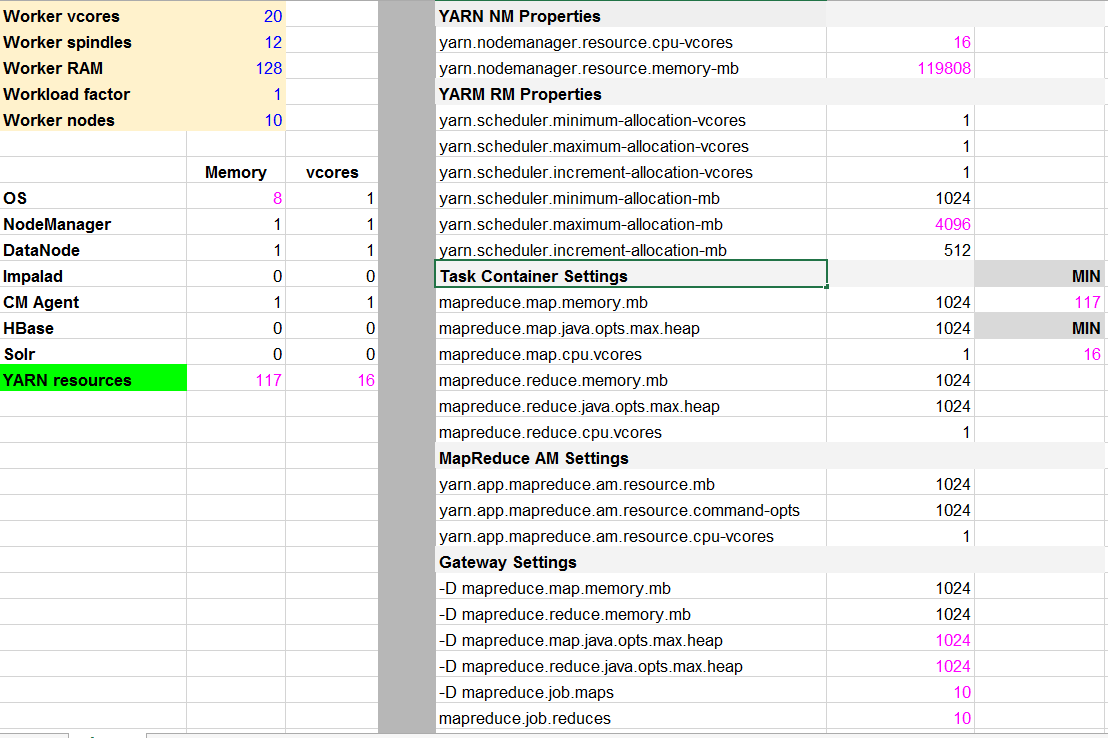 Worker vcores 20
Worker spindles 12
Worker RAM 128
Workload factor 1
Worker nodes 10
Memory vcores
OS 8 1
NodeManager 1 1
DataNode 1 1
Impalad 0 0
CM Agent 1 1
HBase 0 0
Solr 0 0
YARN resources 117 16
YARN NM Properties
yarn.nodemanager.resource.cpu-vcores 16
yarn.nodemanager.resource.memory-mb 119808
YARM RM Properties
yarn.scheduler.minimum-allocation-vcores 1
yarn.scheduler.maximum-allocation-vcores 1
yarn.scheduler.increment-allocation-vcores 1
yarn.scheduler.minimum-allocation-mb 1024
yarn.scheduler.maximum-allocation-mb 4096
yarn.scheduler.increment-allocation-mb 512
Task Container Settings MIN
mapreduce.map.memory.mb 1024 117
mapreduce.map.java.opts.max.heap 1024 MIN
mapreduce.map.cpu.vcores 1 16
mapreduce.reduce.memory.mb 1024
mapreduce.reduce.java.opts.max.heap 1024
mapreduce.reduce.cpu.vcores 1
MapReduce AM Settings
yarn.app.mapreduce.am.resource.mb 1024
yarn.app.mapreduce.am.resource.command-opts 1024
yarn.app.mapreduce.am.resource.cpu-vcores 1
Gateway Settings
-D mapreduce.map.memory.mb 1024
-D mapreduce.reduce.memory.mb 1024
-D mapreduce.map.java.opts.max.heap 1024
-D mapreduce.reduce.java.opts.max.heap 1024
-D mapreduce.job.maps 10
mapreduce.job.reduces 10